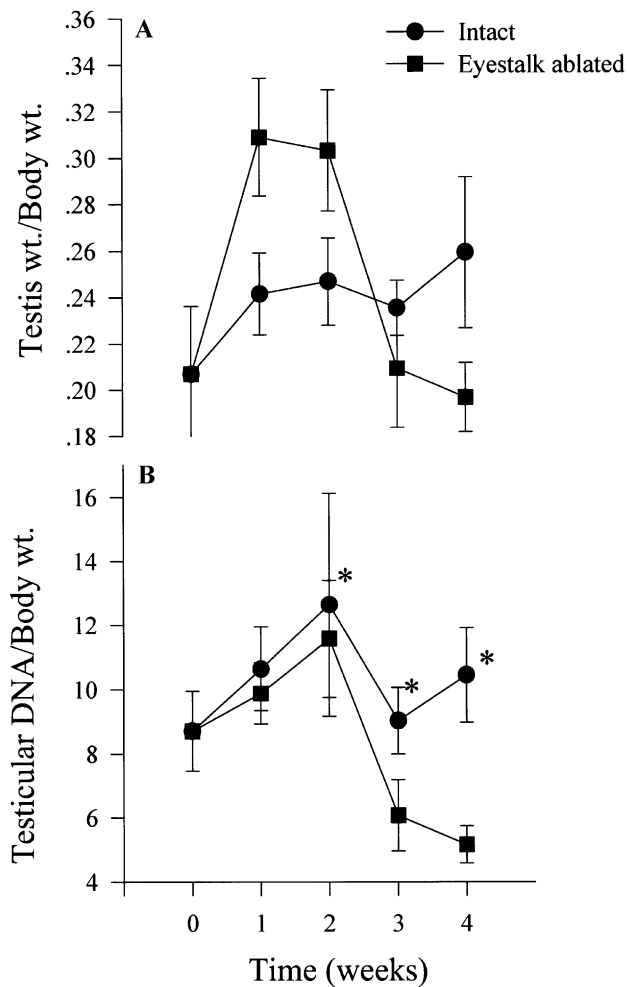 A
Intact
Eyestalk ablated
Testis wt./Body wt.
.36
.34
.32
.30
.28
.26
.24
.22
.20
.18
B
Testicular DNA/Body wt.
16
14
12
10
8
6
4
*
*
*
0 1 2 3 4
Time (weeks)